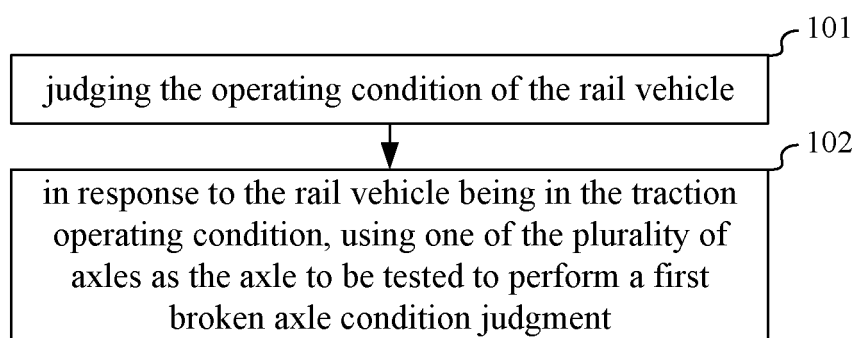 101
judging the operating condition of the rail vehicle
102
in response to the rail vehicle being in the traction
operating condition, using one of the plurality of
axles as the axle to be tested to perform a first
broken axle condition judgment